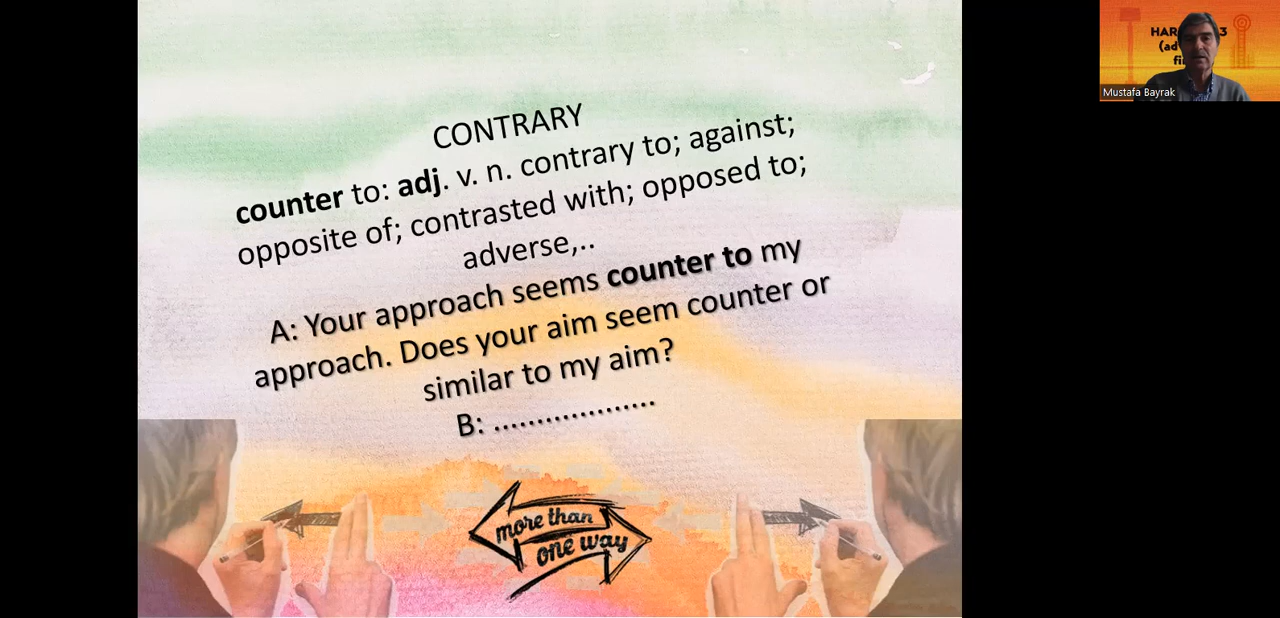 CONTRARY
counter to: adj. v. n. contrary to; against;
opposite of; contrasted with; opposed to;
adverse,..
A: Your approach seems counter to my
approach. Does your aim seem counter or
similar to my aim?
B: ...................
more than
one way
Mustafa Bayrak